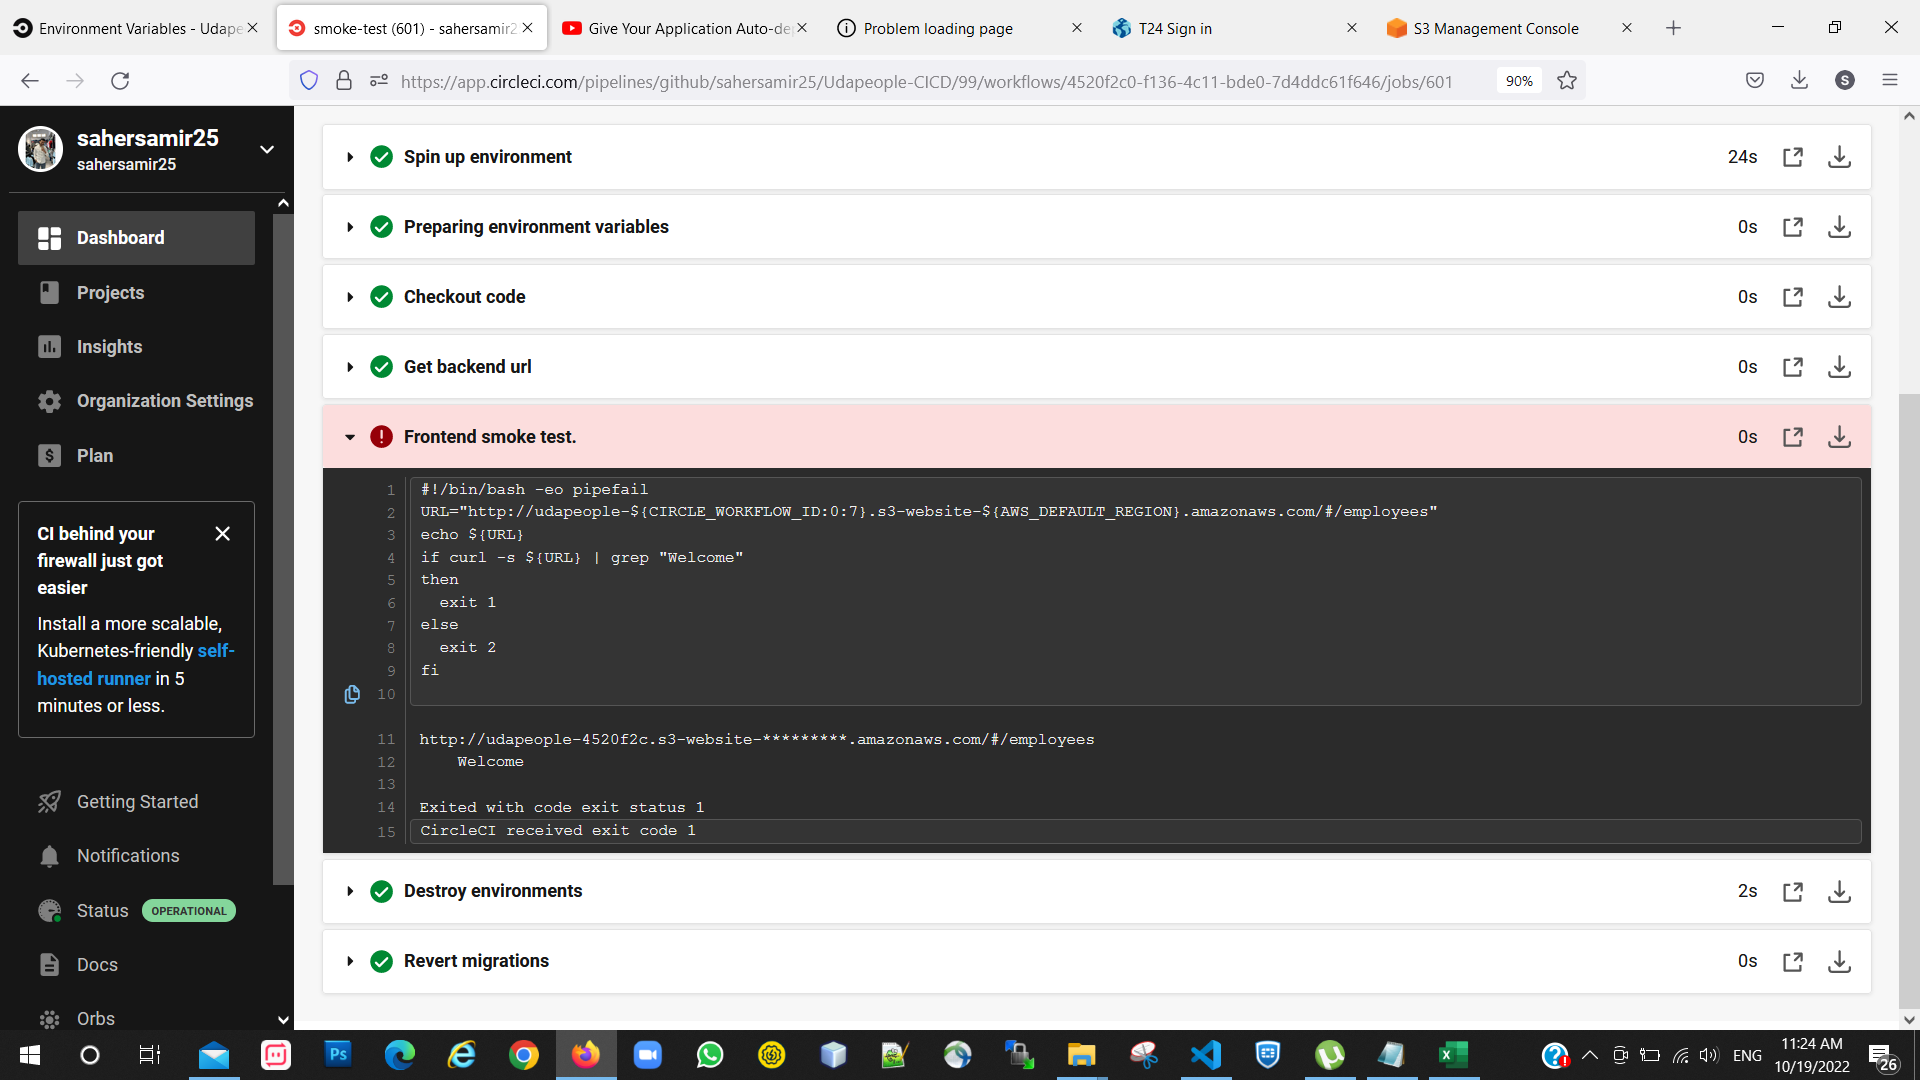 Environment Variables - Udape
smoke-test (601) - sahersamir2
Give Your Application Auto-de
Problem loading page
T24 Sign in
S3 Management Console
https://app.circleci.com/pipelines/github/sahersamir25/Udapeople-CICD/99/workflows/4520f2c0-f136-4c11-bde0-7d4ddc61f646/jobs/601
90%
S
sahersamir25
sahersamir25
Dashboard
Projects
Insights
Organization Settings
Plan
CI behind your
firewall just got
easier
Install a more scalable,
Kubernetes-friendly self-
hosted runner in 5
minutes or less.
Getting Started
Notifications
Status OPERATIONAL
Docs
Orbs
Spin up environment 24s
Preparing environment variables 0s
Checkout code 0s
Get backend url 0s
Frontend smoke test. 0s
1 #!/bin/bash -eo pipefail
2 URL="http://udapeople-${CIRCLE_WORKFLOW_ID:0:7}.s3-website-${AWS_DEFAULT_REGION}.amazonaws.com/#/employees"
3 echo ${URL}
4 if curl -s ${URL} | grep "Welcome"
5 then
6 exit 1
7 else
8 exit 2
9 fi
10
11 http://udapeople-4520f2c.s3-website-*********.amazonaws.com/#/employees
12 Welcome
13
14 Exited with code exit status 1
15 CircleCI received exit code 1
Destroy environments 2s
Revert migrations 0s
Ps
ENG
11:24 AM
10/19/2022
26